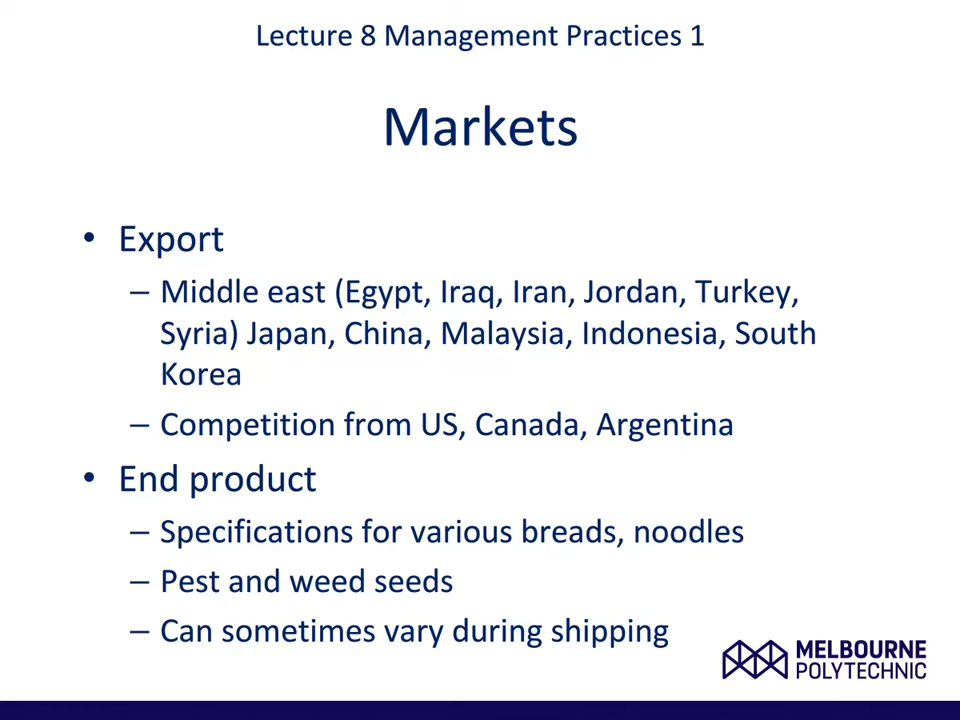 Lecture 8 Management Practices 1
Markets
• Export
– Middle east (Egypt, Iraq, Iran, Jordan, Turkey,
Syria) Japan, China, Malaysia, Indonesia, South
Korea
– Competition from US, Canada, Argentina
• End product
– Specifications for various breads, noodles
– Pest and weed seeds
– Can sometimes vary during shipping
MELBOURNE
POLYTECHNIC